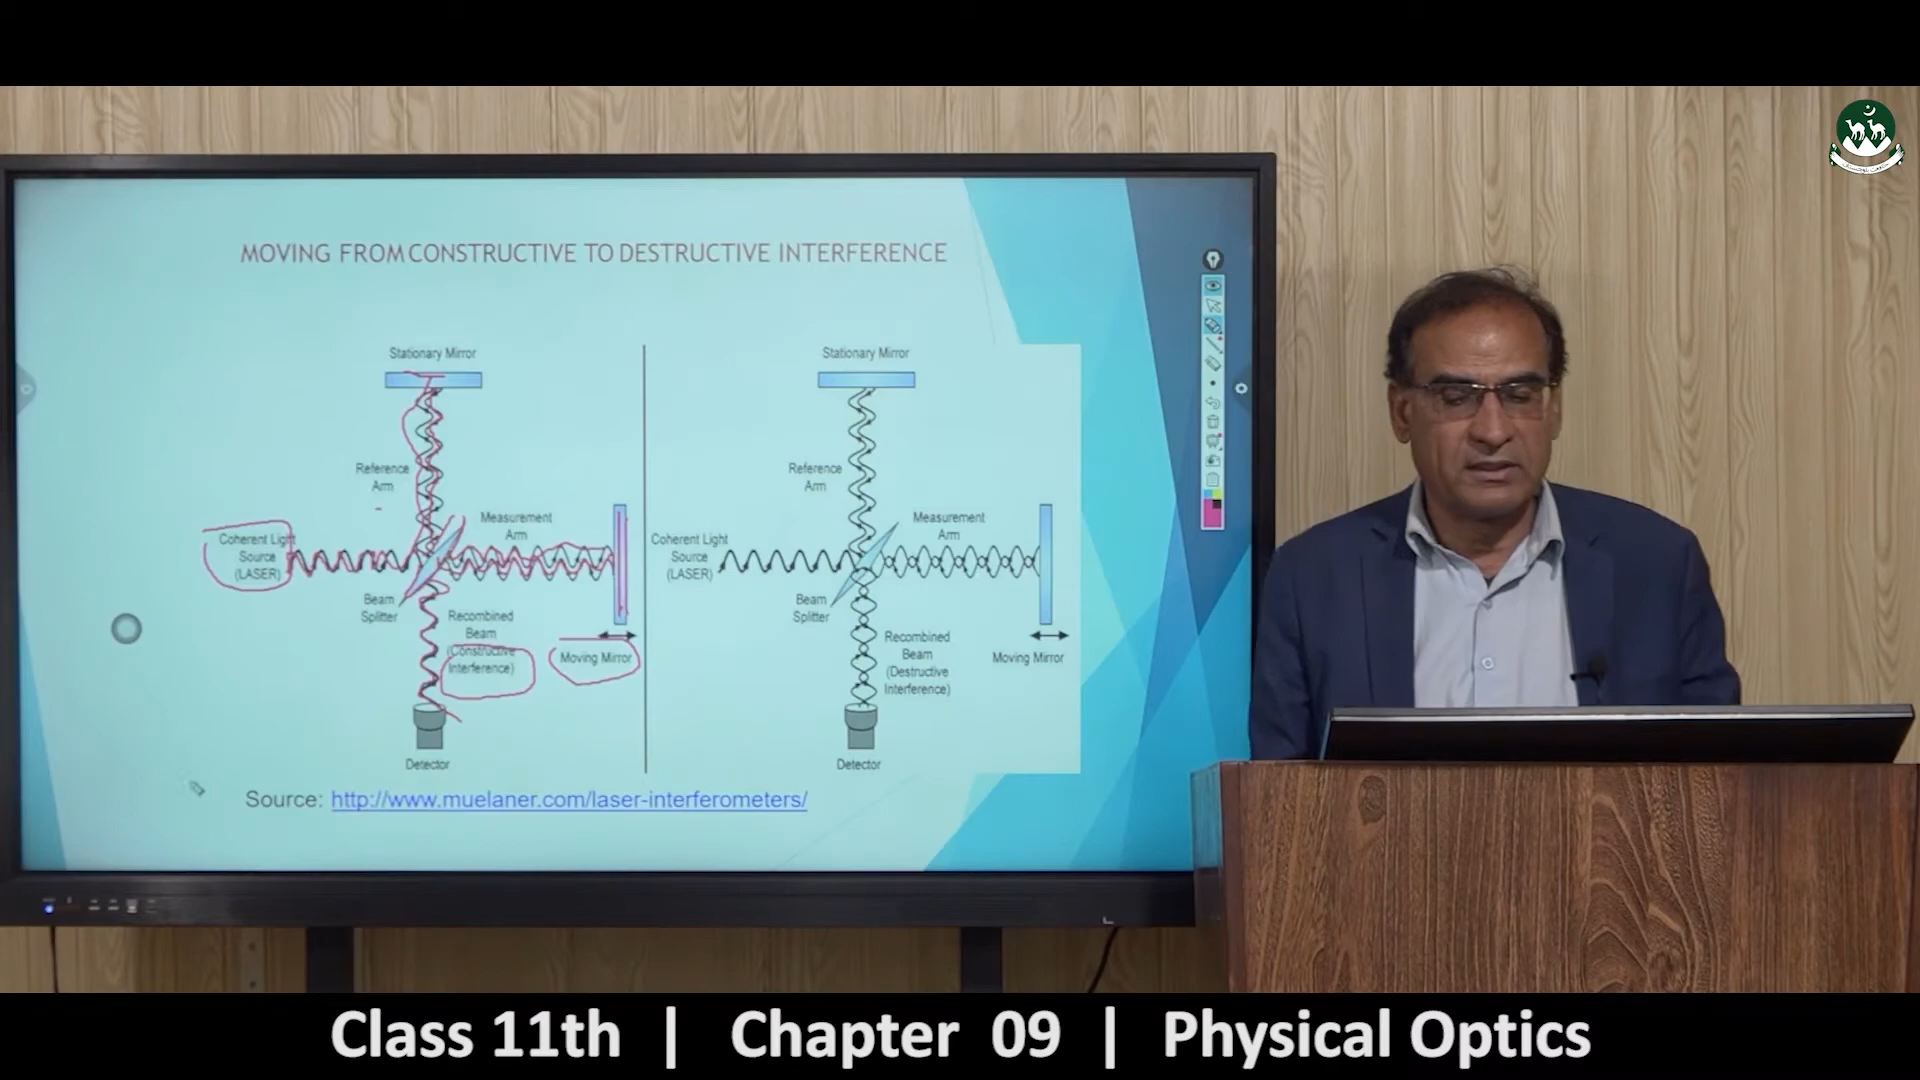 MOVING FROM CONSTRUCTIVE TO DESTRUCTIVE INTERFERENCE
Stationary Mirror
Reference
Arm
Measurement
Arm
Coherent Light
Source
(LASER)
Beam
Splitter
Recombined
Beam
(Constructive
Interference)
Moving Mirror
Detector
Stationary Mirror
Reference
Arm
Measurement
Arm
Coherent Light
Source
(LASER)
Beam
Splitter
Recombined
Beam
(Destructive
Interference)
Moving Mirror
Detector
Source: http://www.muelaner.com/laser-interferometers/
Class 11th | Chapter 09 | Physical Optics